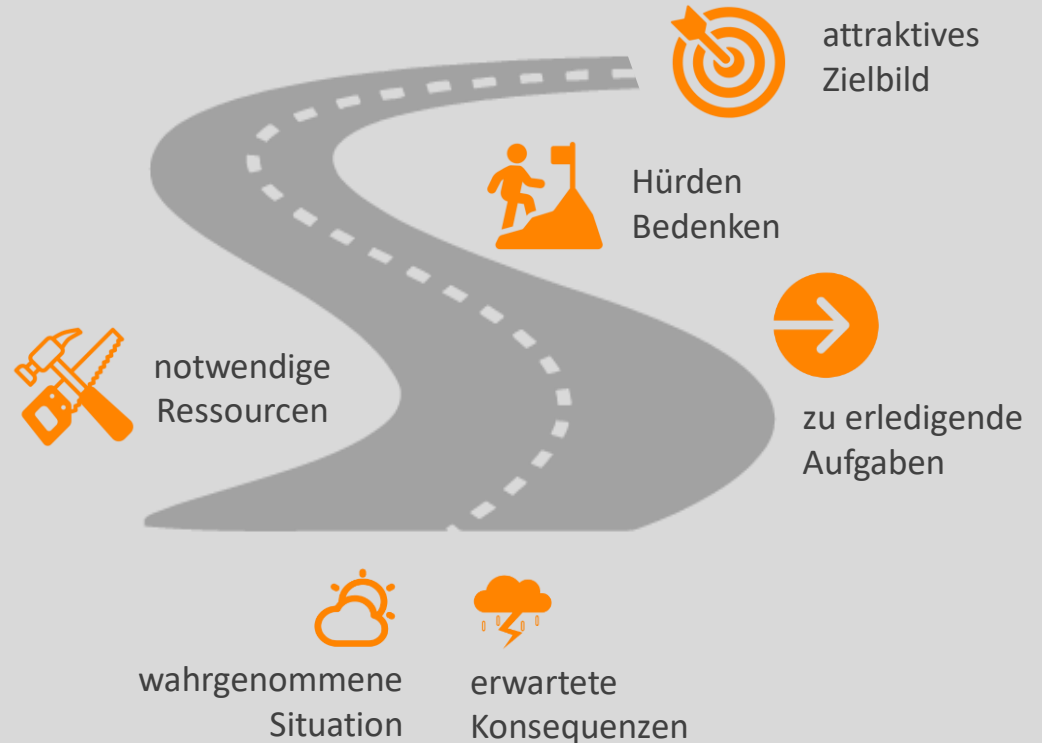 attraktives
Zielbild
Hürden
Bedenken
notwendige
Ressourcen
zu erledigende
Aufgaben
wahrgenommene
Situation
erwartete
Konsequenzen